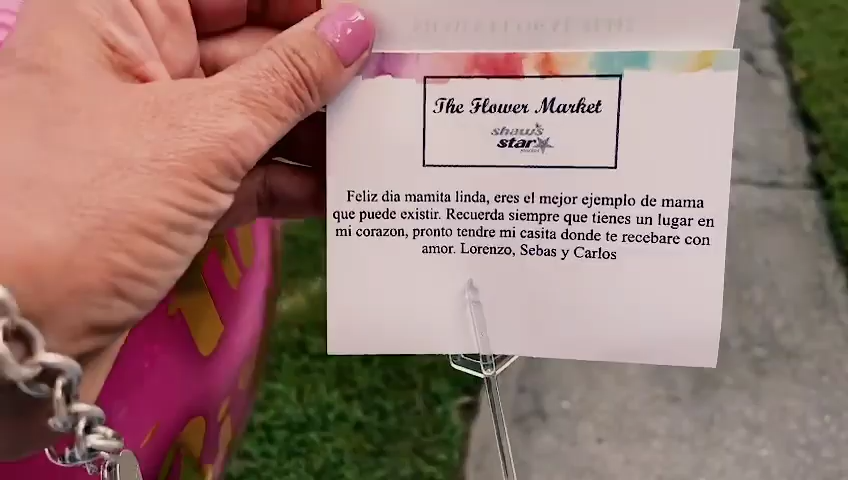 The Flower Market
shaw's
star
market
Feliz dia mamita linda, eres el mejor ejemplo de mama
que puede existir. Recuerda siempre que tienes un lugar en
mi corazon, pronto tendre mi casita donde te recebare con
amor. Lorenzo, Sebas y Carlos